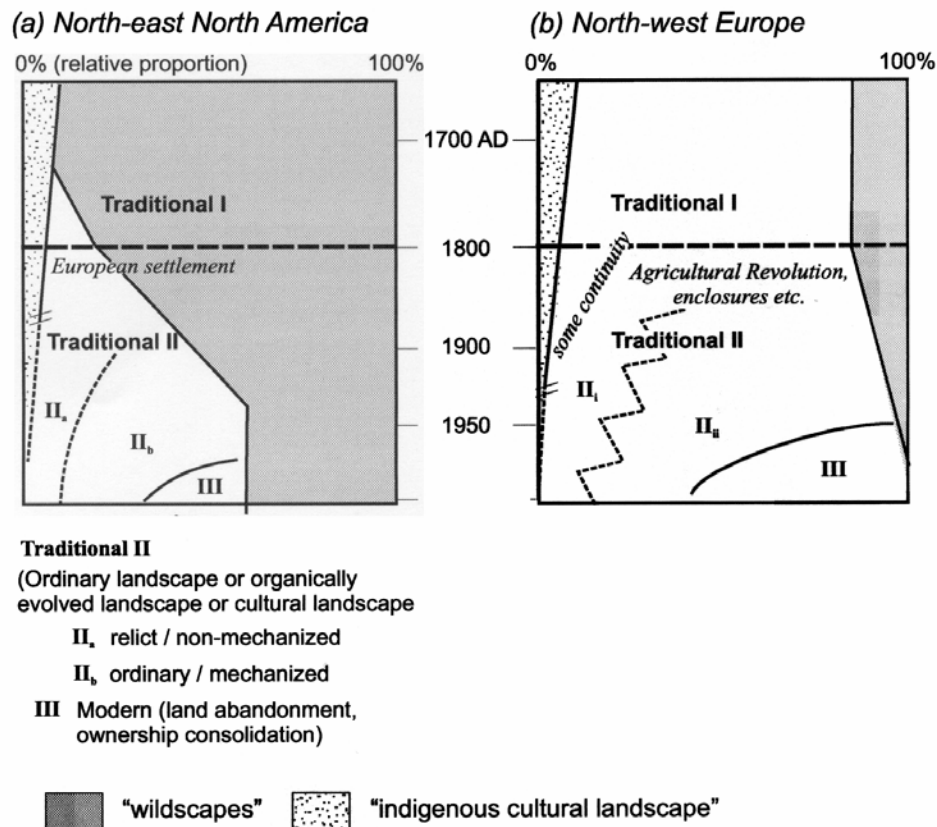 (a) North-east North America
0% (relative proportion) 100%
Traditional I
European settlement
Traditional II
IIa
IIb
III
1700 AD
1800
1900
1950
(b) North-west Europe
0% 100%
Traditional I
some continuity
Agricultural Revolution,
enclosures etc.
Traditional II
IIi
IIii
III
Traditional II
(Ordinary landscape or organically
evolved landscape or cultural landscape
IIa relict / non-mechanized
IIb ordinary / mechanized
III Modern (land abandonment,
ownership consolidation)
"wildscapes" "indigenous cultural landscape"